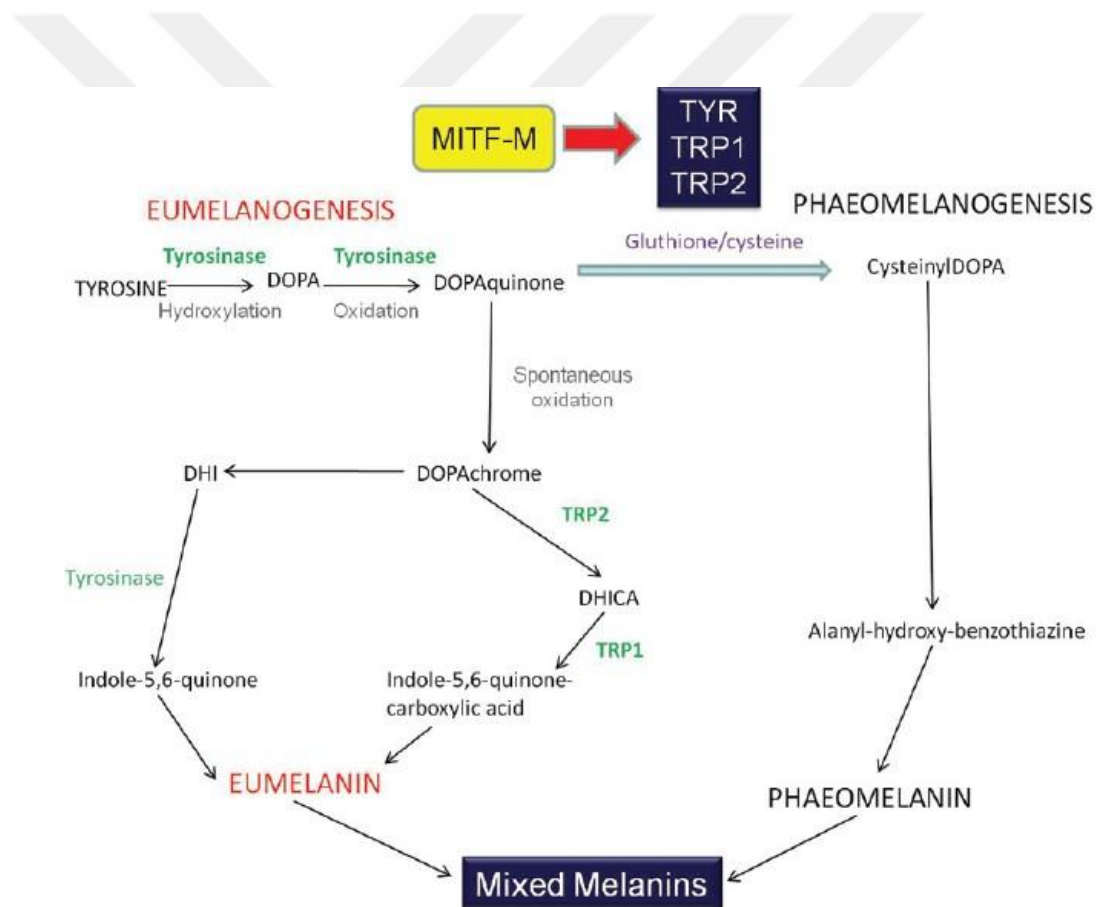 MITF-M
TYR
TRP1
TRP2
EUMELANOGENESIS
PHAEOMELANOGENESIS
Tyrosinase
Tyrosinase
Gluthione/cysteine
TYROSINE
DOPA
DOPAquinone
CysteinylDOPA
Hydroxylation
Oxidation
Spontaneous
oxidation
DHI
DOPAchrome
TRP2
Tyrosinase
DHICA
TRP1
Alanyl-hydroxy-benzothiazine
Indole-5,6-quinone
Indole-5,6-quinone-
carboxylic acid
EUMELANIN
PHAEOMELANIN
Mixed Melanins